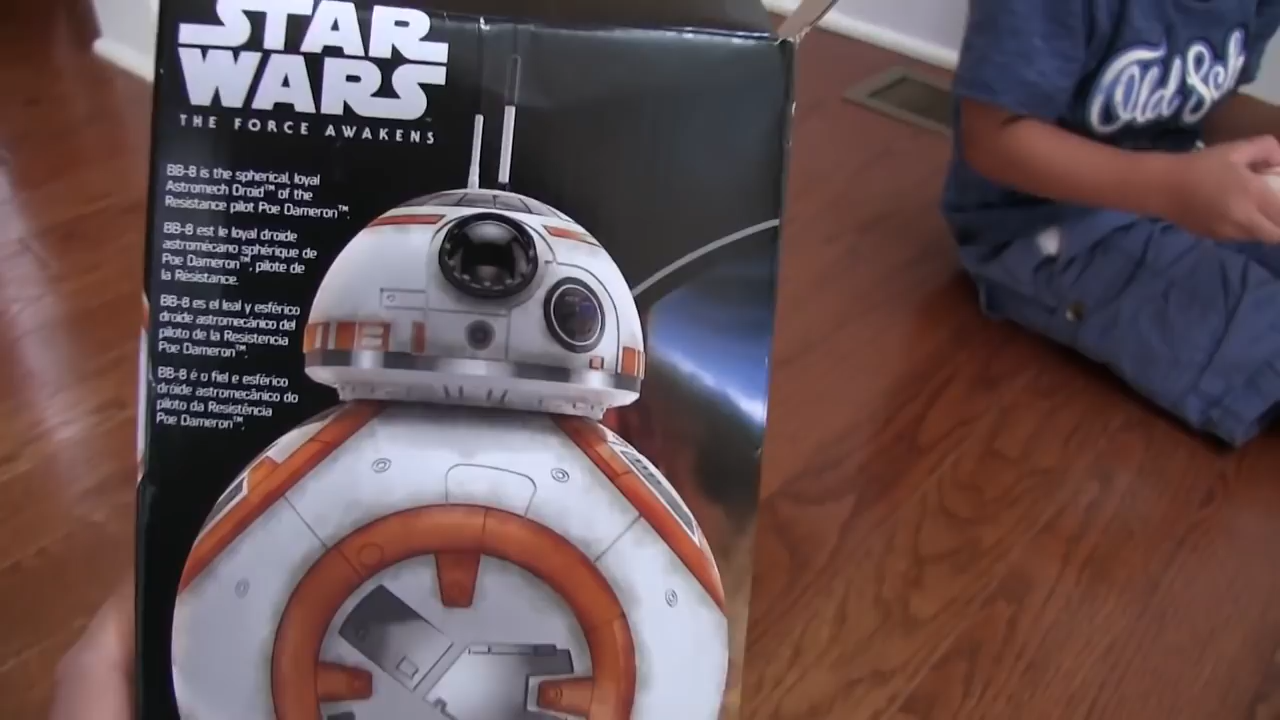 STAR
WARS
THE FORCE AWAKENS
BB-8 is the spherical, loyal
Astromech Droid™ of the
Resistance pilot Poe Dameron™.
BB-8 est le loyal droïde
astromécano sphérique de
Poe Dameron™, pilote de
la Résistance.
BB-8 es el leal y esférico
droide astromecánico del
piloto de la Resistencia
Poe Dameron™.
BB-8 é o fiel e esférico
dróide astromecânico do
piloto da Resistência
Poe Dameron™.
Old Sch